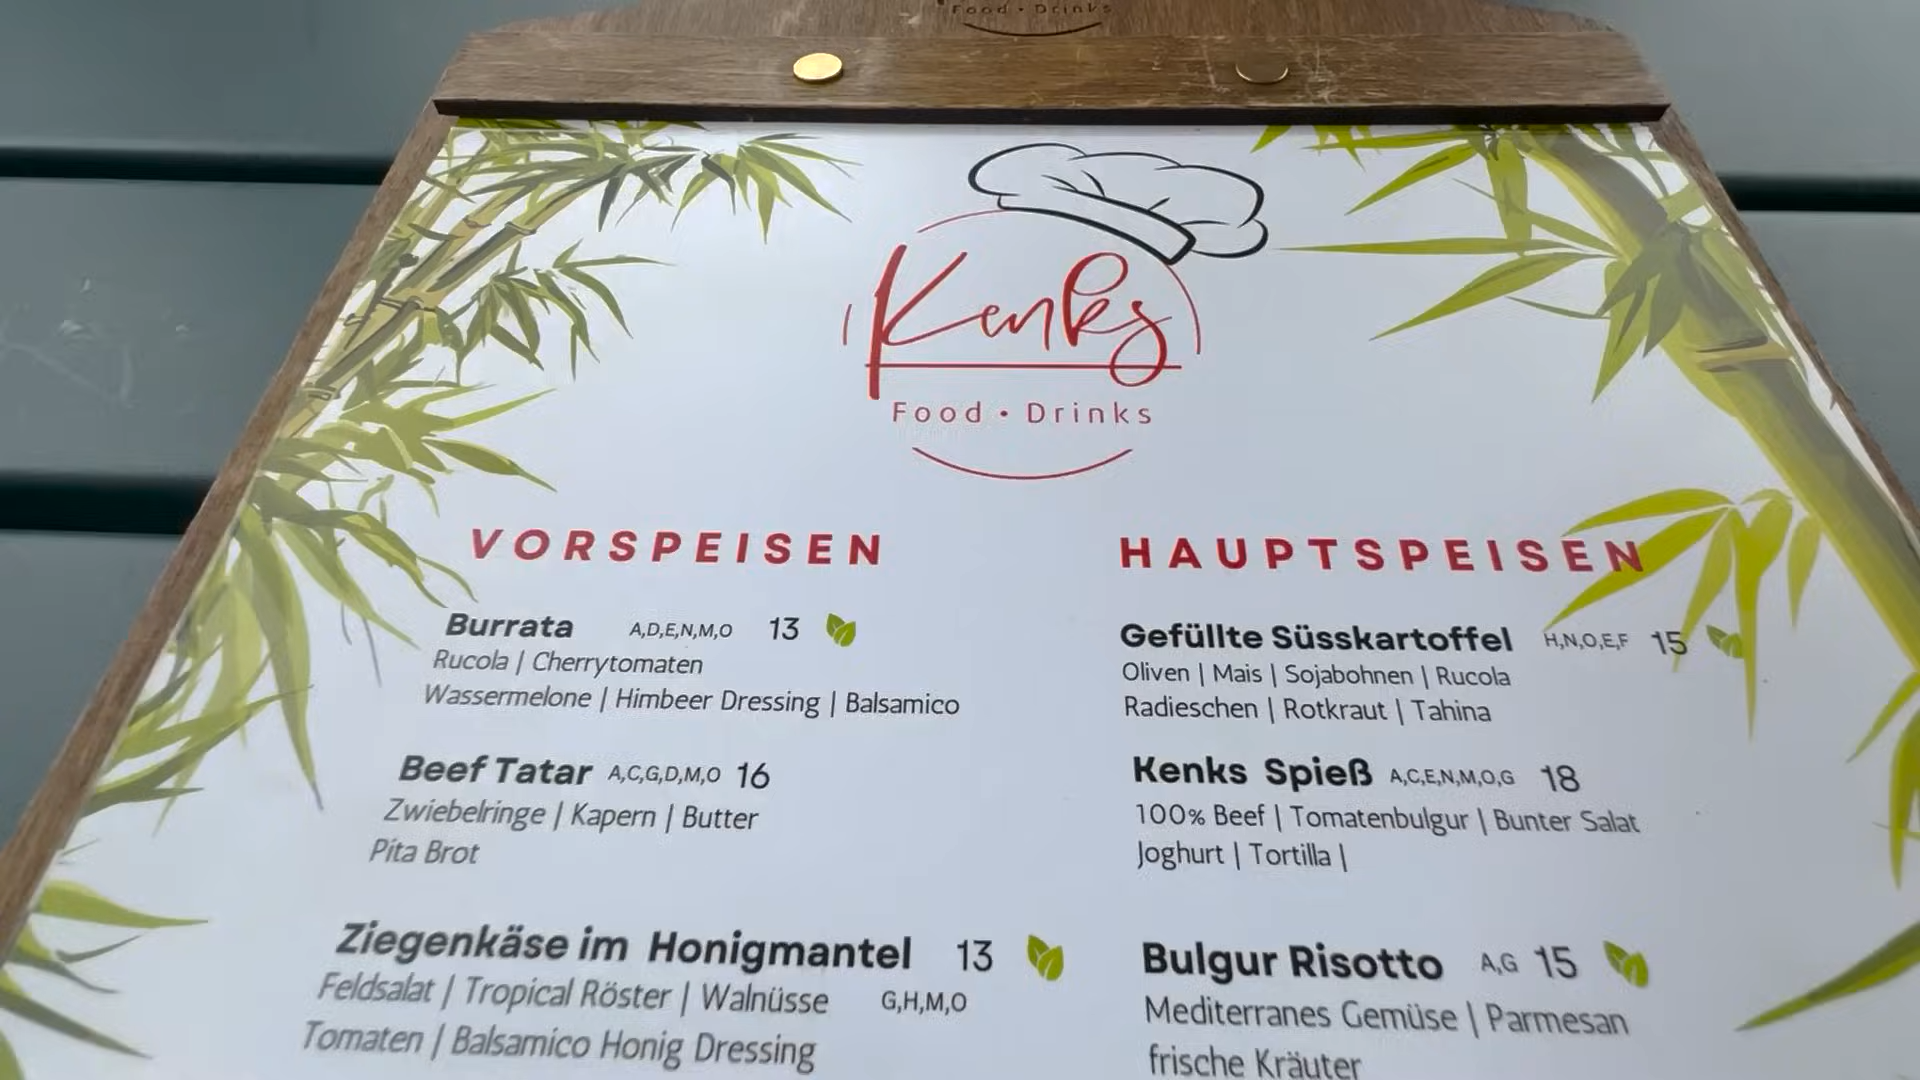 Food • Drinks
Kenks
Food • Drinks
VORSPEISEN
Burrata A,D,E,N,M,O 13
Rucola | Cherrytomaten
Wassermelone | Himbeer Dressing | Balsamico
Beef Tatar A,C,G,D,M,O 16
Zwiebelringe | Kapern | Butter
Pita Brot
Ziegenkäse im Honigmantel 13
Feldsalat | Tropical Röster | Walnüsse G,H,M,O
Tomaten | Balsamico Honig Dressing
HAUPTSPEISEN
Gefüllte Süsskartoffel H,N,O,E,F 15
Oliven | Mais | Sojabohnen | Rucola
Radieschen | Rotkraut | Tahina
Kenks Spieß A,C,E,N,M,O,G 18
100% Beef | Tomatenbulgur | Bunter Salat
Joghurt | Tortilla |
Bulgur Risotto A,G 15
Mediterranes Gemüse | Parmesan
frische Kräuter